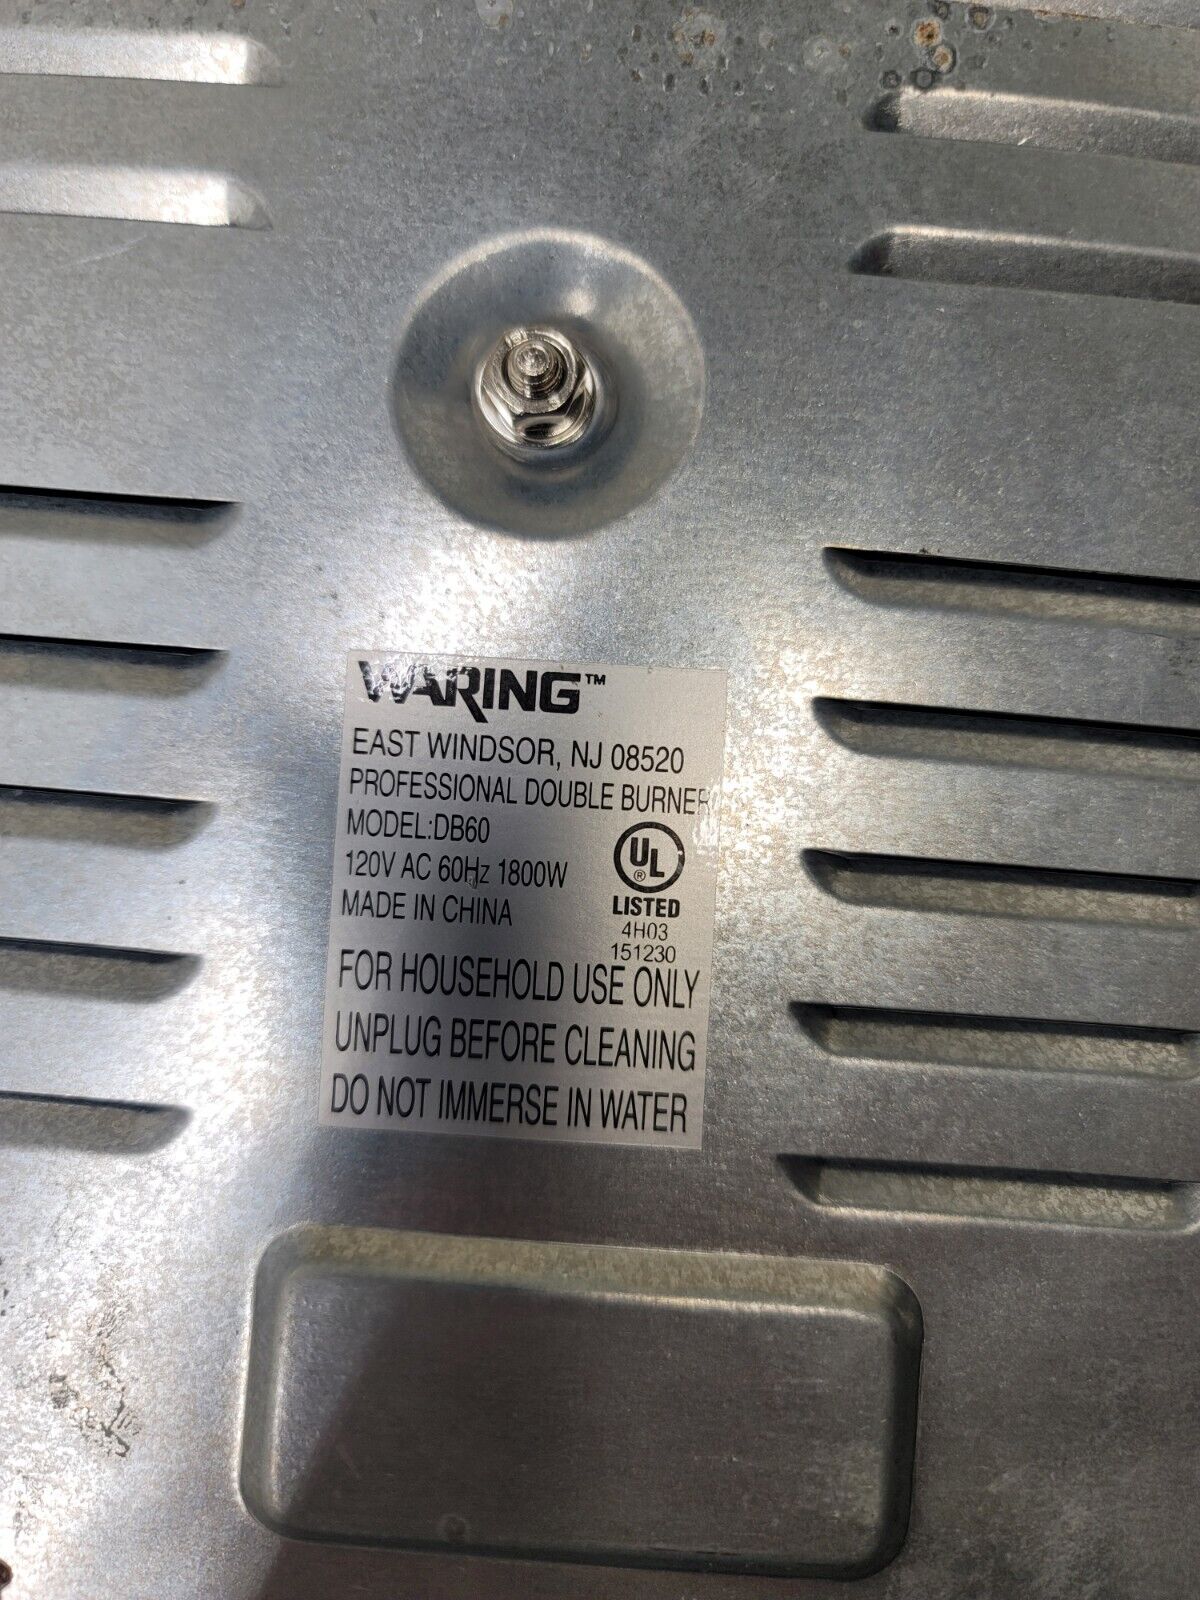 WARING™
EAST WINDSOR, NJ 08520
PROFESSIONAL DOUBLE BURNER
MODEL:DB60
120V AC 60Hz 1800W
MADE IN CHINA
UL
®
LISTED
4H03
151230
FOR HOUSEHOLD USE ONLY
UNPLUG BEFORE CLEANING
DO NOT IMMERSE IN WATER